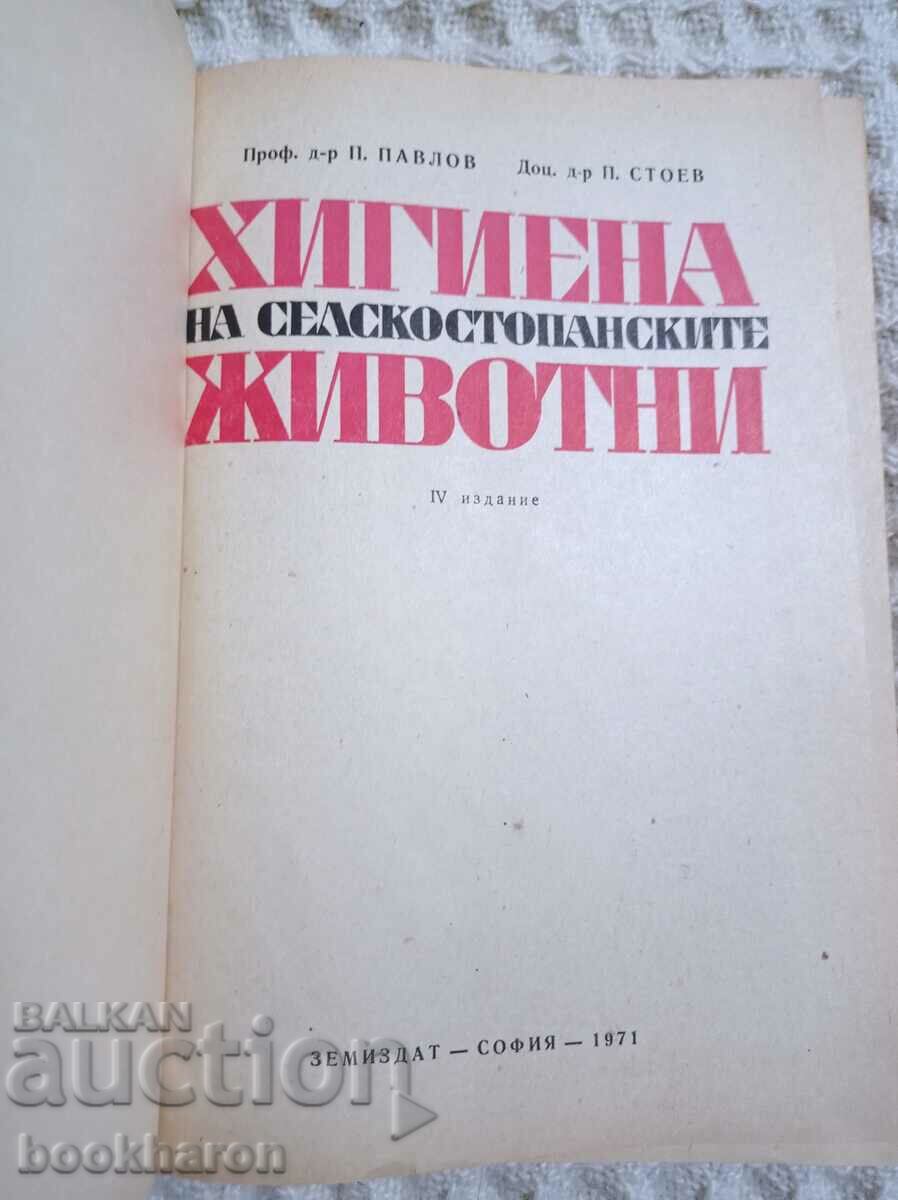 Проф. д-р П. ПАВЛОВ Доц. д-р П. СТОЕВ
ХИГИЕНА
НА СЕЛСКОСТОПАНСКИТЕ
ЖИВОТНИ
IV издание
ЗЕМИЗДАТ — СОФИЯ — 1971
BALKAN
auction
bookharon